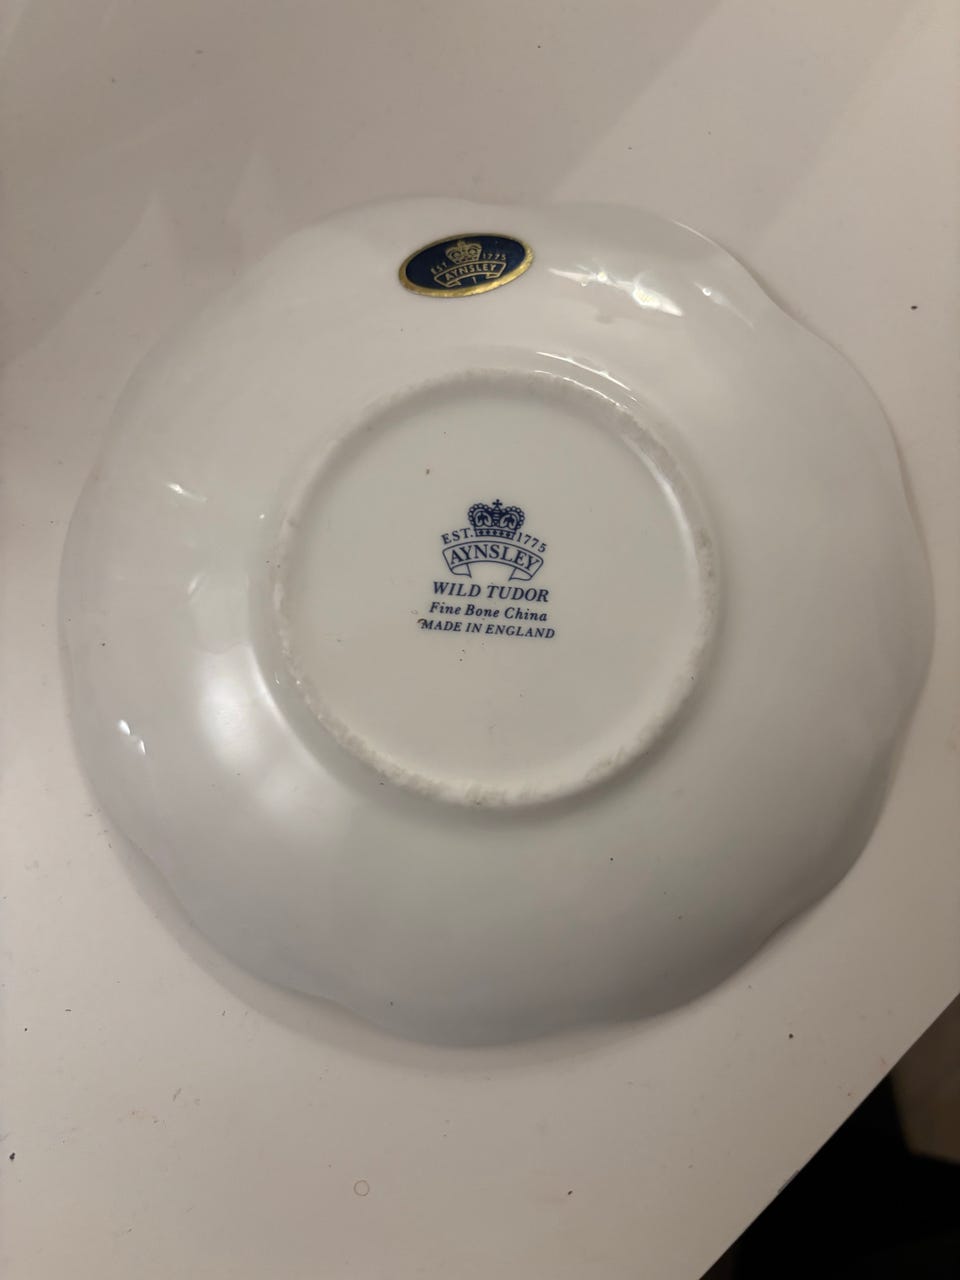 EST. 1775
AYNSLEY
EST. 1775
AYNSLEY
WILD TUDOR
Fine Bone China
MADE IN ENGLAND